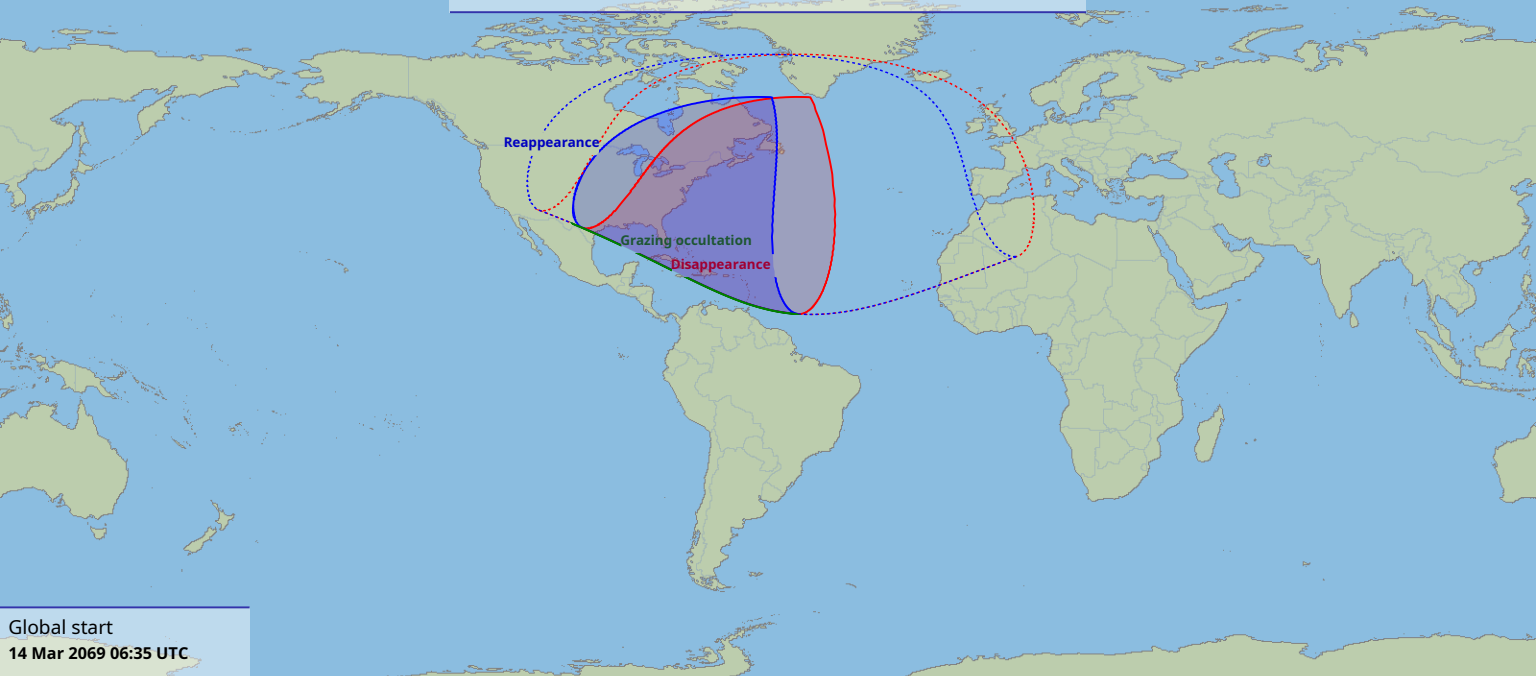 Reappearance
Grazing occultation
Disappearance
Global start
14 Mar 2069 06:35 UTC